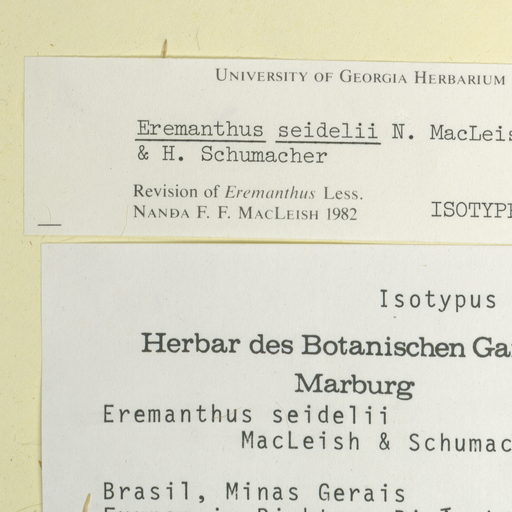 UNIVERSITY OF GEORGIA HERBARIUM
Eremanthus seidelii N. MacLeis
& H. Schumacher
Revision of Eremanthus Less.
NANDA F. F. MACLEISH 1982
ISOTYPE
Isotypus
Herbar des Botanischen Ga
Marburg
Eremanthus seidelii
MacLeish & Schumac
Brasil, Minas Gerais